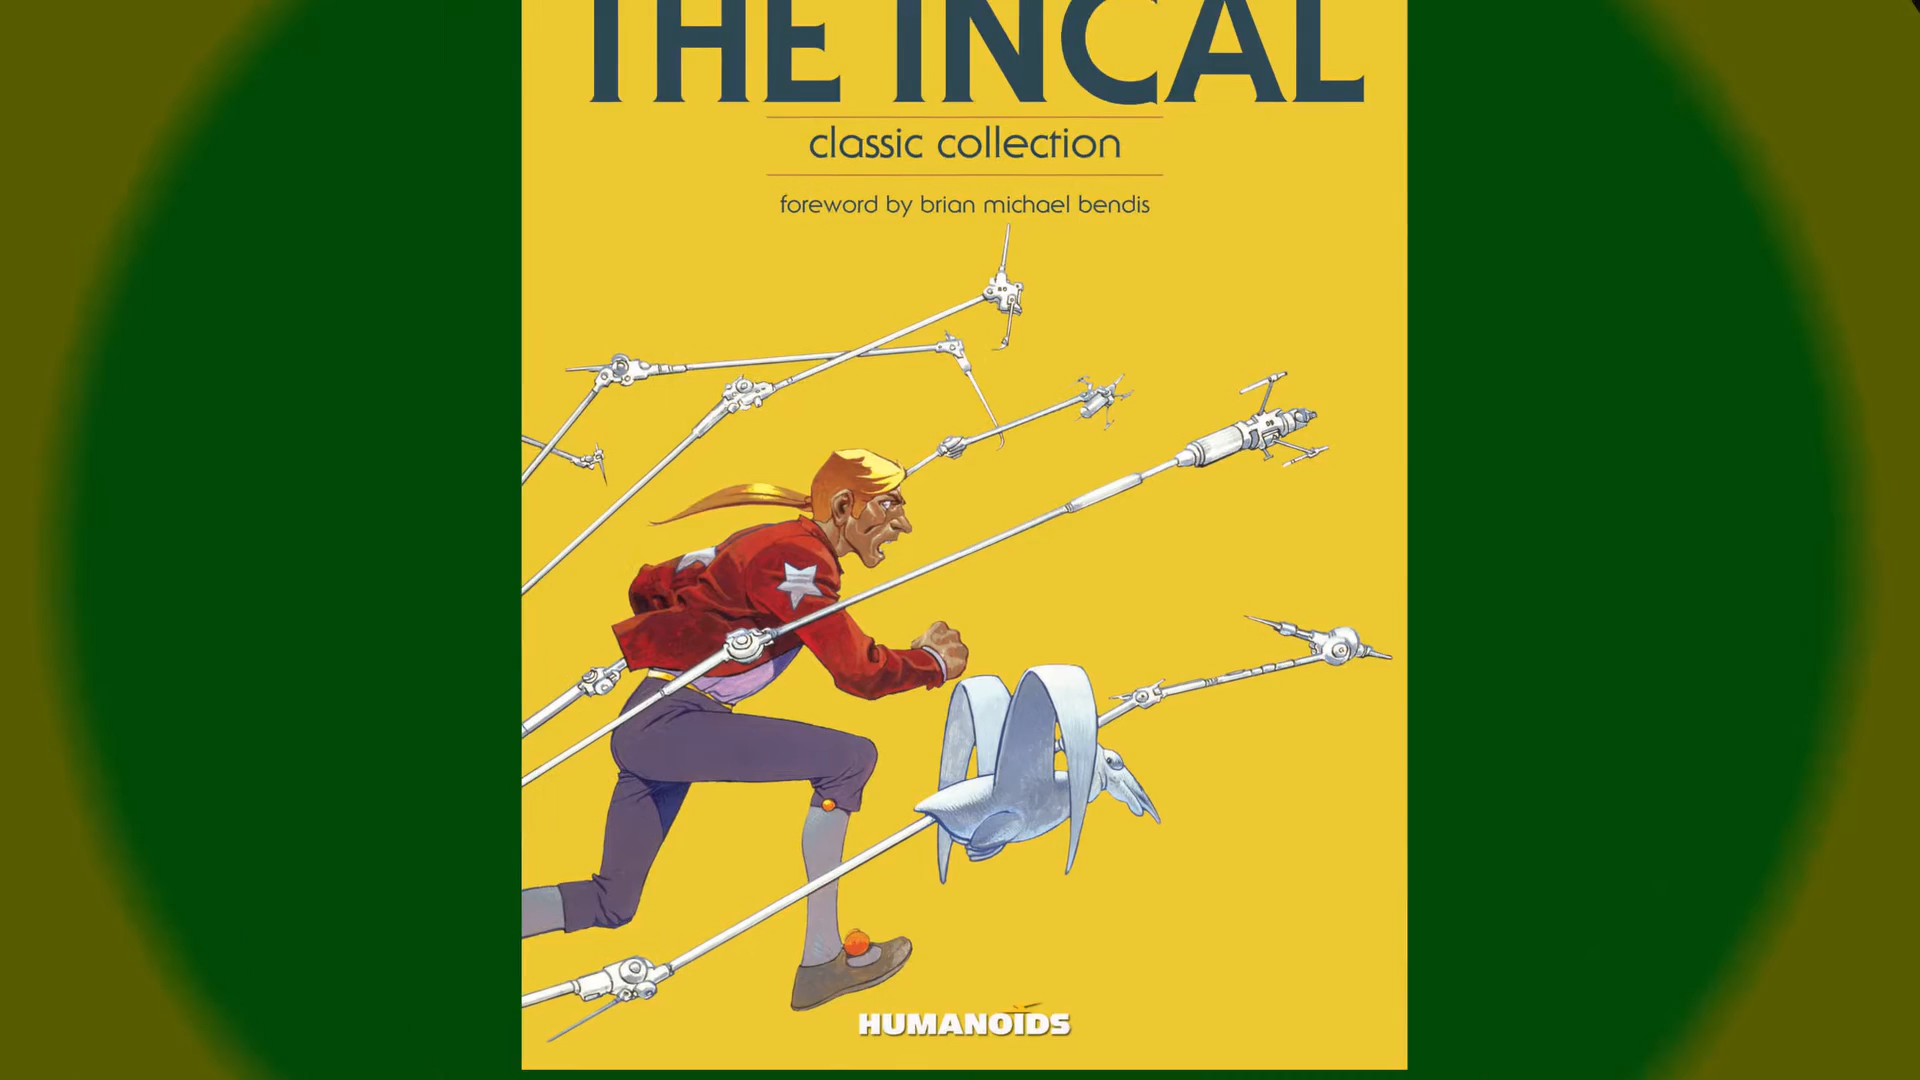 THE INCAL
classic collection
foreword by brian michael bendis
HUMANOIDS